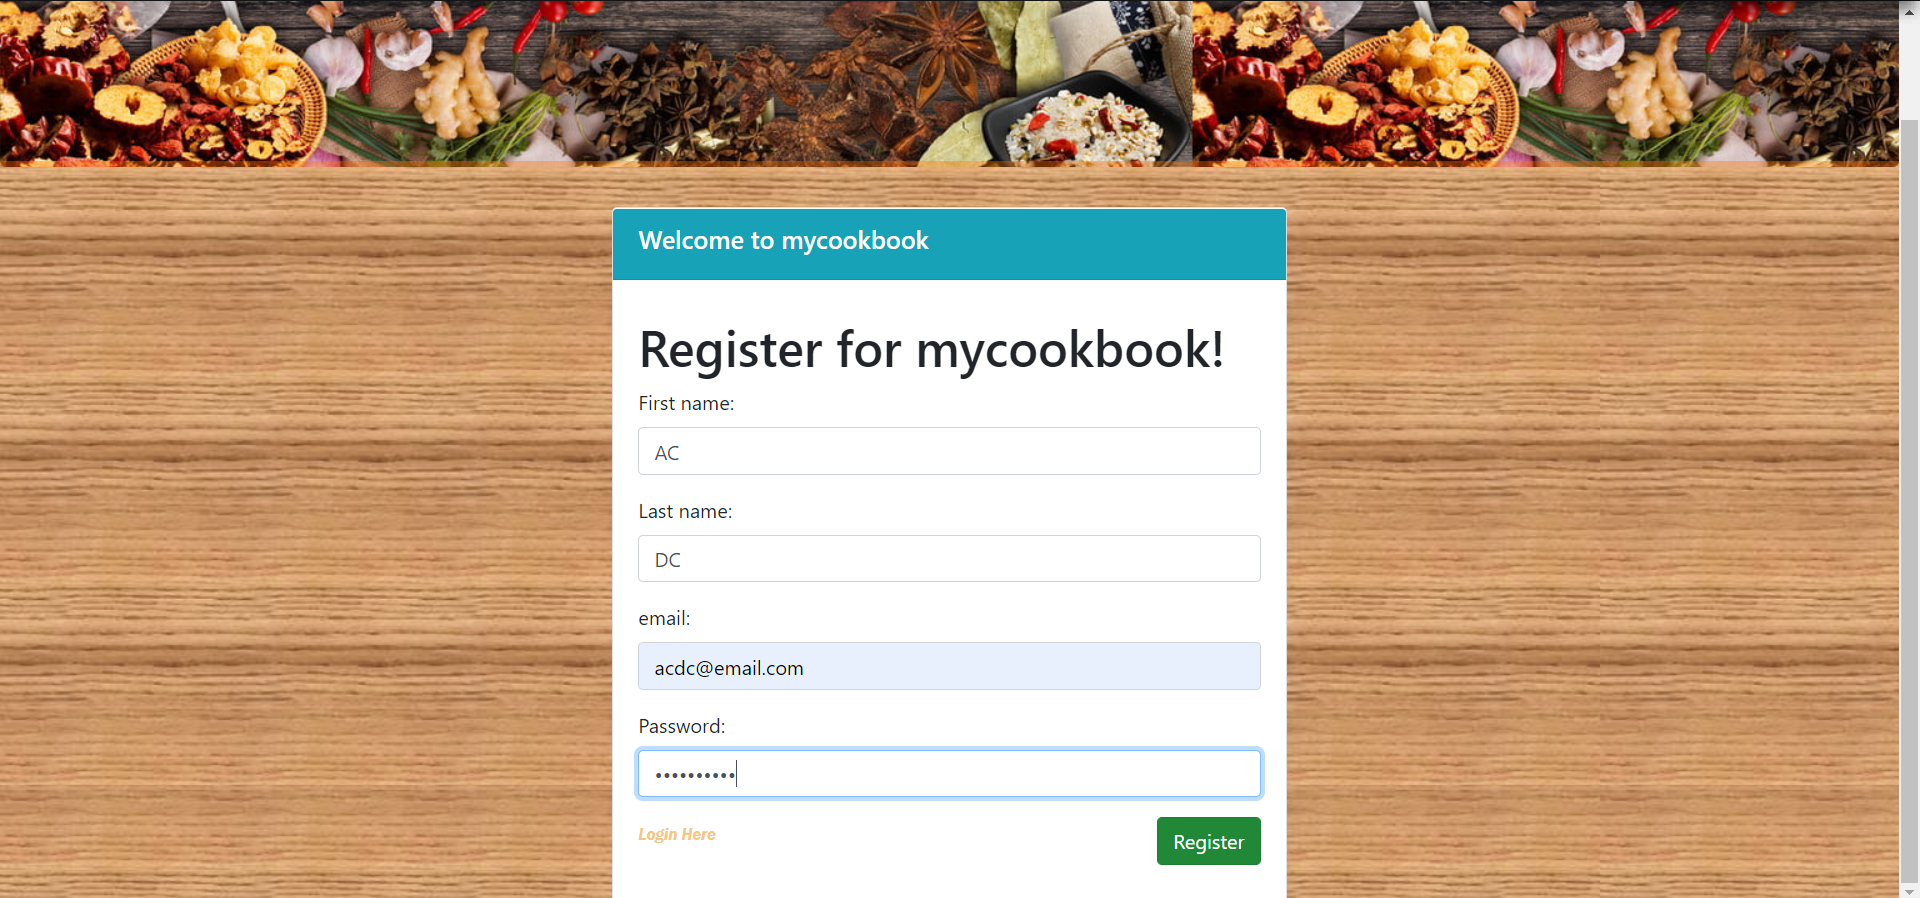 Welcome to mycookbook
Register for mycookbook!
First name:
AC
Last name:
DC
email:
acdc@email.com
Password:
••••••••••
Login Here
Register